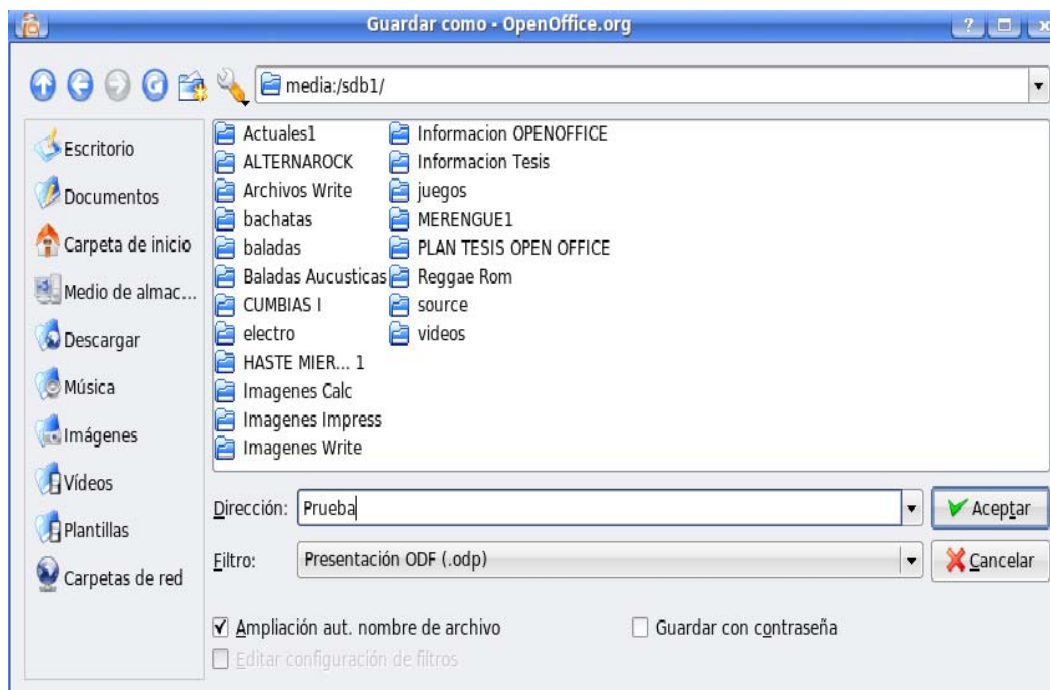 Guardar como - OpenOffice.org
media:/sdb1/
Escritorio
Documentos
Carpeta de inicio
Medio de almac...
Descargar
Música
Imágenes
Vídeos
Plantillas
Carpetas de red
Actuales1
ALTERNAROCK
Archivos Write
bachatas
baladas
Baladas Aucusticas
CUMBIAS I
electro
HASTE MIER... 1
Imagenes Calc
Imagenes Impress
Imagenes Write
Informacion OPENOFFICE
Informacion Tesis
juegos
MERENGUE1
PLAN TESIS OPEN OFFICE
Reggae Rom
source
videos
Dirección: Prueba
Aceptar
Filtro: Presentación ODF (.odp)
Cancelar
Ampliación aut. nombre de archivo
Guardar con contraseña
Editar configuración de filtros